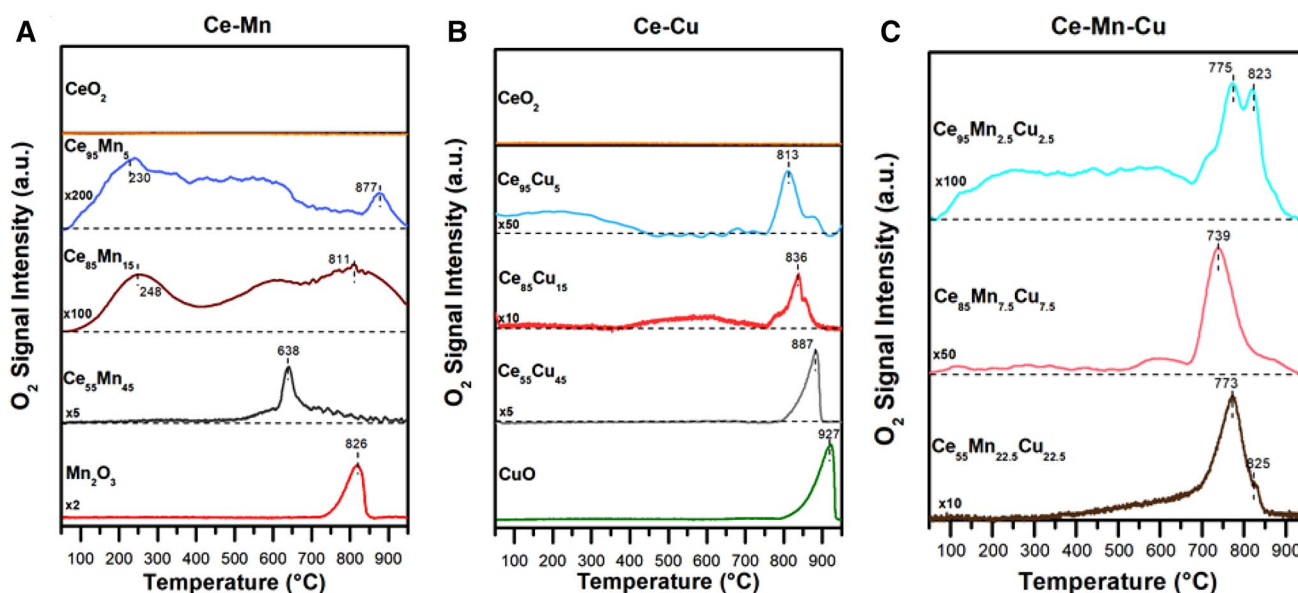 A
Ce-Mn
O₂ Signal Intensity (a.u.)
CeO₂
Ce₉₅Mn₅
x200
230
877
Ce₈₅Mn₁₅
x100
248
811
Ce₅₅Mn₄₅
x5
638
Mn₂O₃
x2
826
100 200 300 400 500 600 700 800 900
Temperature (°C)
B
Ce-Cu
O₂ Signal Intensity (a.u.)
CeO₂
Ce₉₅Cu₅
x50
813
Ce₈₅Cu₁₅
x10
836
Ce₅₅Cu₄₅
x5
887
CuO
927
100 200 300 400 500 600 700 800 900
Temperature (°C)
C
Ce-Mn-Cu
O₂ Signal Intensity (a.u.)
775
823
Ce₉₅Mn₂.₅Cu₂.₅
x100
739
Ce₈₅Mn₇.₅Cu₇.₅
x50
773
Ce₅₅Mn₂₂.₅Cu₂₂.₅
825
x10
100 200 300 400 500 600 700 800 900
Temperature (°C)